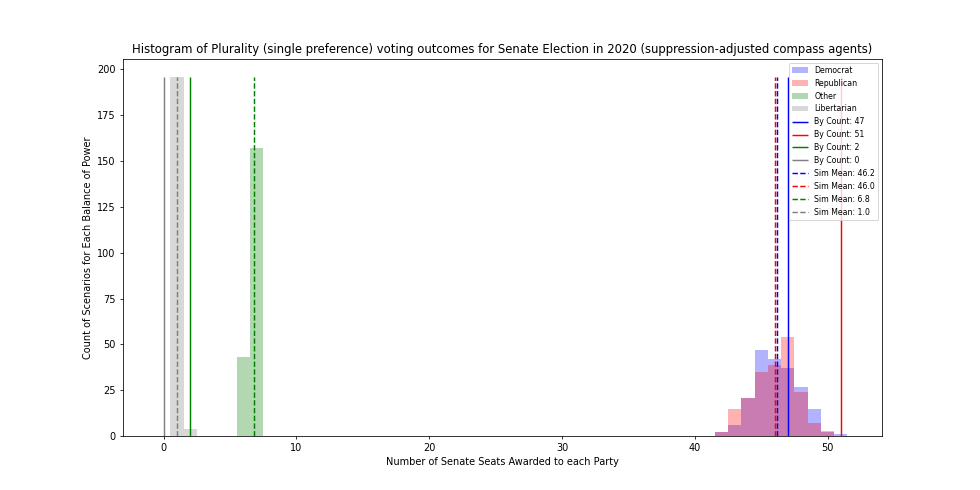 Histogram of Plurality (single preference) voting outcomes for Senate Election in 2020 (suppression-adjusted compass agents)
200
175
150
125
100
75
50
25
0
Count of Scenarios for Each Balance of Power
Democrat
Republican
Other
Libertarian
By Count: 47
By Count: 51
By Count: 2
By Count: 0
Sim Mean: 46.2
Sim Mean: 46.0
Sim Mean: 6.8
Sim Mean: 1.0
0 10 20 30 40 50
Number of Senate Seats Awarded to each Party